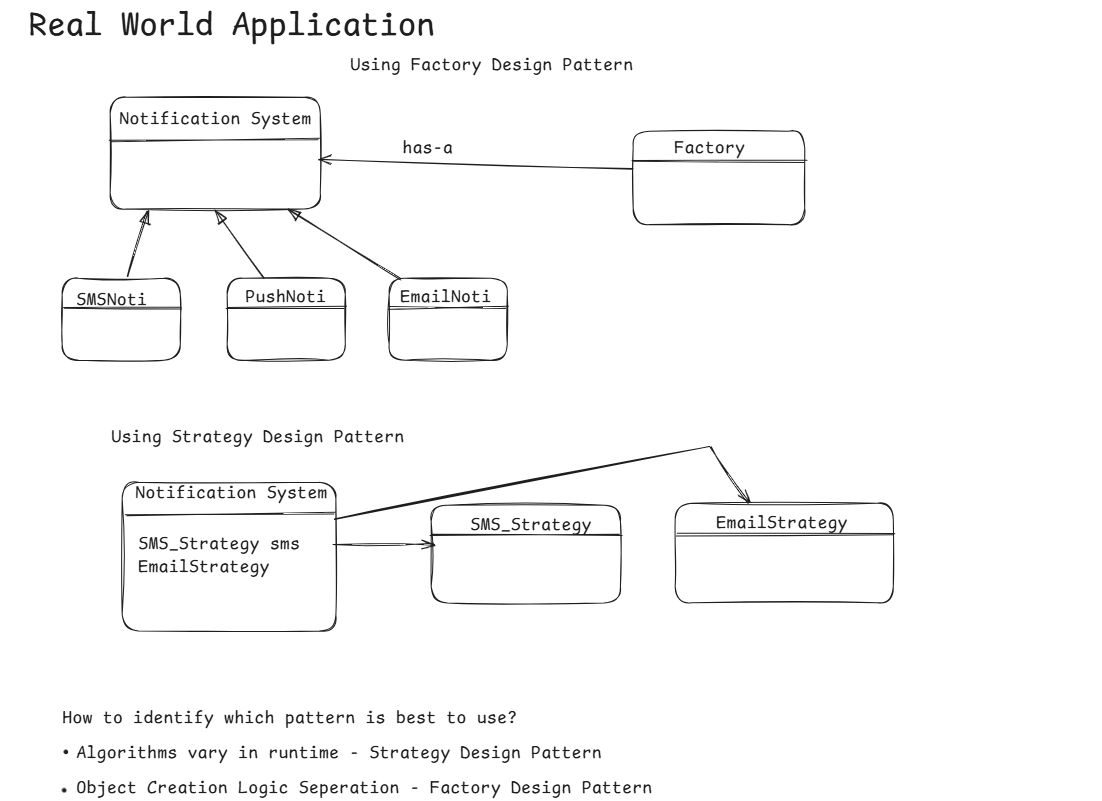 Real World Application
Using Factory Design Pattern
Notification System
has-a
Factory
SMSNoti
PushNoti
EmailNoti
Using Strategy Design Pattern
Notification System
SMS_Strategy sms
EmailStrategy
SMS_Strategy
EmailStrategy
How to identify which pattern is best to use?
• Algorithms vary in runtime - Strategy Design Pattern
• Object Creation Logic Seperation - Factory Design Pattern